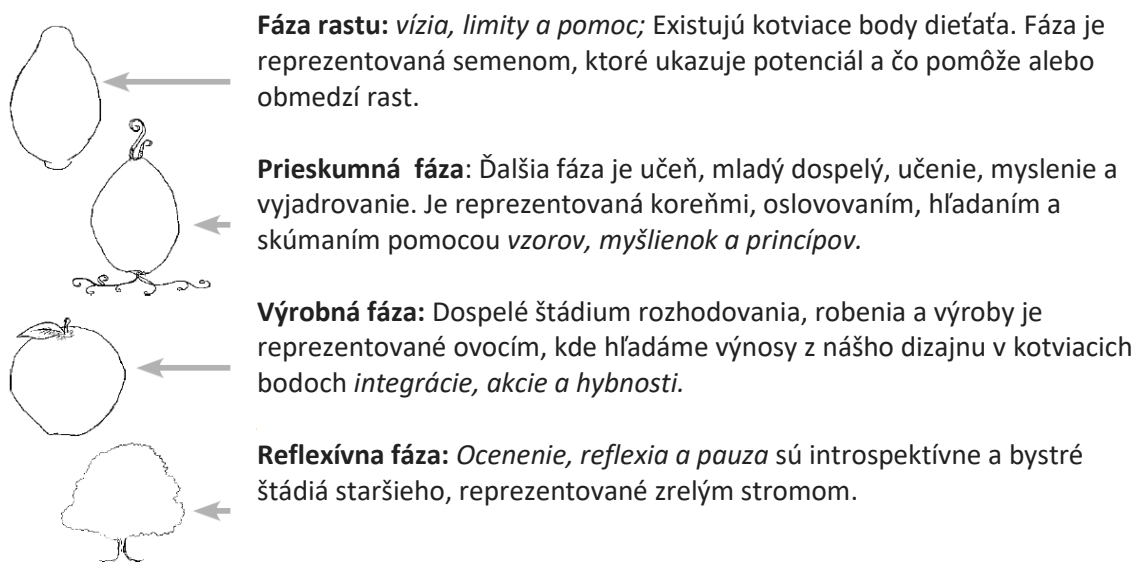 Fáza rastu: vízia, limity a pomoc; Existujú kotviace body dieťaťa. Fáza je
reprezentovaná semenom, ktoré ukazuje potenciál a čo pomôže alebo
obmedzí rast.
Prieskumná fáza: Ďalšia fáza je učeň, mladý dospelý, učenie, myslenie a
vyjadrovanie. Je reprezentovaná koreňmi, oslovovaním, hľadaním a
skúmaním pomocou vzorov, myšlienok a princípov.
Výrobná fáza: Dospelé štádium rozhodovania, robenia a výroby je
reprezentované ovocím, kde hľadáme výnosy z nášho dizajnu v kotviacich
bodoch integrácie, akcie a hybnosti.
Reflexívna fáza: Ocenenie, reflexia a pauza sú introspektívne a bystré
štádiá staršieho, reprezentované zrelým stromom.